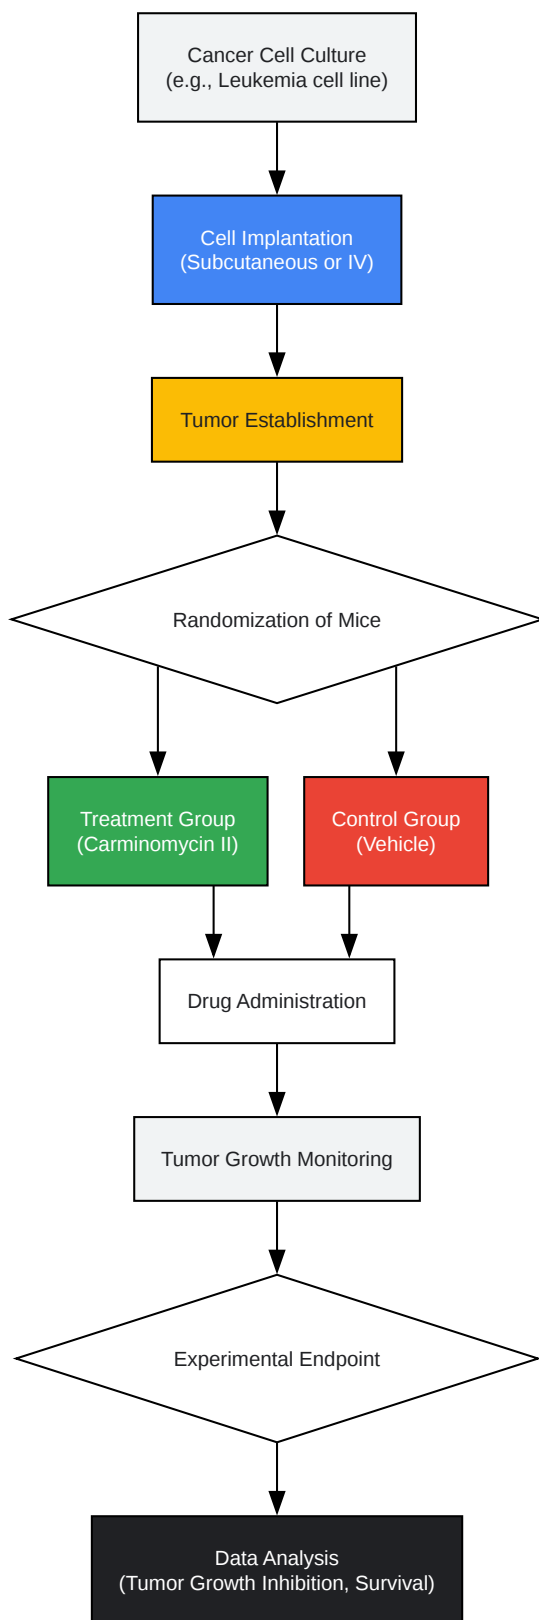 Cancer Cell Culture
(e.g., Leukemia cell line)
Cell Implantation
(Subcutaneous or IV)
Tumor Establishment
Randomization of Mice
Treatment Group
(Carminomycin II)
Control Group
(Vehicle)
Drug Administration
Tumor Growth Monitoring
Experimental Endpoint
Data Analysis
(Tumor Growth Inhibition, Survival)